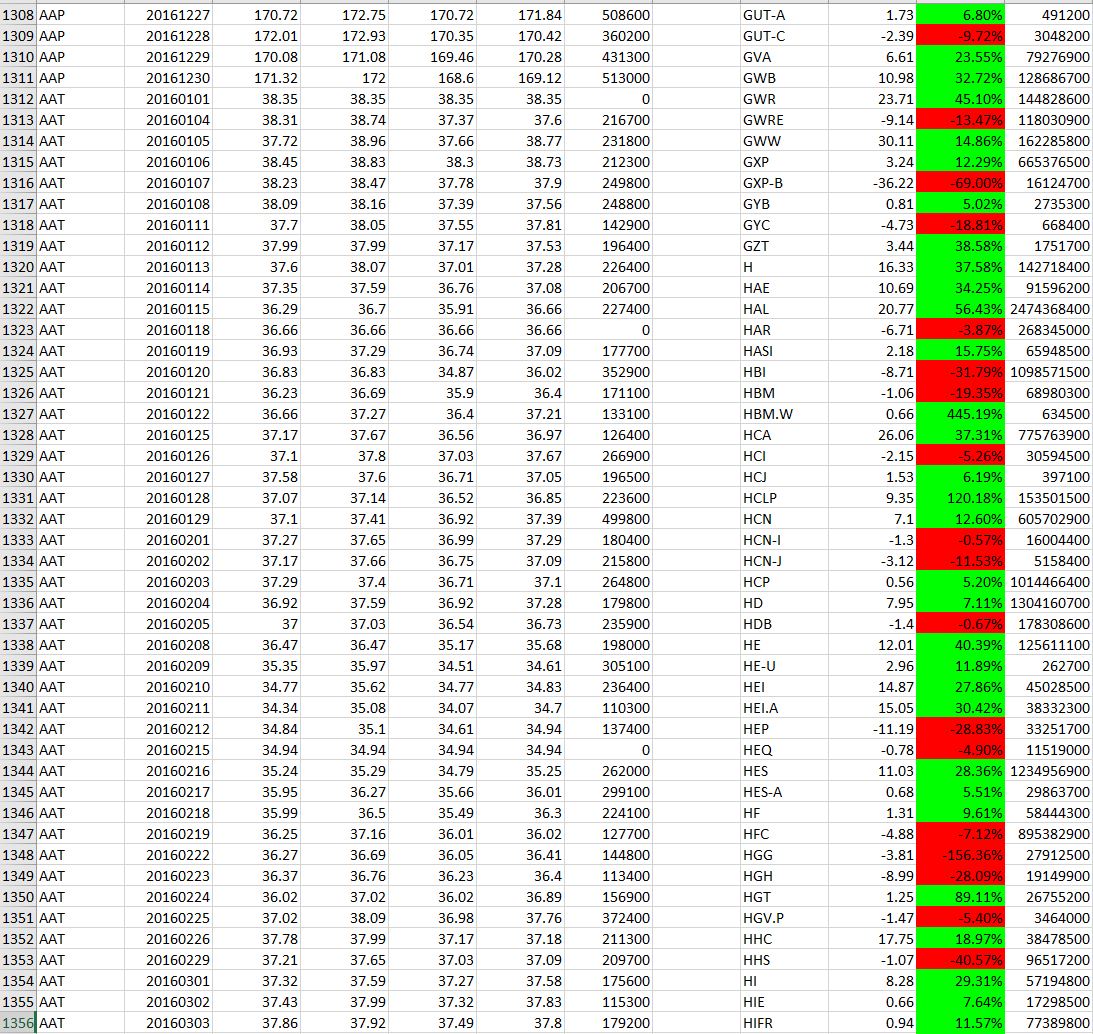 1308 AAP 20161227 170.72 172.75 170.72 171.84 508600 GUT-A 1.73 6.80% 491200
1309 AAP 20161228 172.01 172.93 170.35 170.42 360200 GUT-C -2.39 -9.72% 3048200
1310 AAP 20161229 170.08 171.08 169.46 170.28 431300 GVA 6.61 23.55% 79276900
1311 AAP 20161230 171.32 172 168.6 169.12 513000 GWB 10.98 32.72% 128686700
1312 AAT 20160101 38.35 38.35 38.35 38.35 0 GWR 23.71 45.10% 144828600
1313 AAT 20160104 38.31 38.74 37.37 37.6 216700 GWRE -9.14 -13.47% 118030900
1314 AAT 20160105 37.72 38.96 37.66 38.77 231800 GWW 30.11 14.86% 162285800
1315 AAT 20160106 38.45 38.83 38.3 38.73 212300 GXP 3.24 12.29% 665376500
1316 AAT 20160107 38.23 38.47 37.78 37.9 249800 GXP-B -36.22 -69.00% 16124700
1317 AAT 20160108 38.09 38.16 37.39 37.56 248800 GYB 0.81 5.02% 2735300
1318 AAT 20160111 37.7 38.05 37.55 37.81 142900 GYC -4.73 -18.81% 668400
1319 AAT 20160112 37.99 37.99 37.17 37.53 196400 GZT 3.44 38.58% 1751700
1320 AAT 20160113 37.6 38.07 37.01 37.28 226400 H 16.33 37.58% 142718400
1321 AAT 20160114 37.35 37.59 36.76 37.08 206700 HAE 10.69 34.25% 91596200
1322 AAT 20160115 36.29 36.7 35.91 36.66 227400 HAL 20.77 56.43% 2474368400
1323 AAT 20160118 36.66 36.66 36.66 36.66 0 HAR -6.71 -3.87% 268345000
1324 AAT 20160119 36.93 37.29 36.74 37.09 177700 HASI 2.18 15.75% 65948500
1325 AAT 20160120 36.83 36.83 34.87 36.02 352900 HBI -8.71 -31.79% 1098571500
1326 AAT 20160121 36.23 36.69 35.9 36.4 171100 HBM -1.06 -19.35% 68980300
1327 AAT 20160122 36.66 37.27 36.4 37.21 133100 HBM.W 0.66 445.19% 634500
1328 AAT 20160125 37.17 37.67 36.56 36.97 126400 HCA 26.06 37.31% 775763900
1329 AAT 20160126 37.1 37.8 37.03 37.67 266900 HCI -2.15 -5.26% 30594500
1330 AAT 20160127 37.58 37.6 36.71 37.05 196500 HCJ 1.53 6.19% 397100
1331 AAT 20160128 37.07 37.14 36.52 36.85 223600 HCLP 9.35 120.18% 153501500
1332 AAT 20160129 37.1 37.41 36.92 37.39 499800 HCN 7.1 12.60% 605702900
1333 AAT 20160201 37.27 37.65 36.99 37.29 180400 HCN-I -1.3 -0.57% 16004400
1334 AAT 20160202 37.17 37.66 36.75 37.09 215800 HCN-J -3.12 -11.53% 5158400
1335 AAT 20160203 37.29 37.4 36.71 37.1 264800 HCP 0.56 5.20% 1014466400
1336 AAT 20160204 36.92 37.59 36.92 37.28 179800 HD 7.95 7.11% 1304160700
1337 AAT 20160205 37 37.03 36.54 36.73 235900 HDB -1.4 -0.67% 178308600
1338 AAT 20160208 36.47 36.47 35.17 35.68 198000 HE 12.01 40.39% 125611100
1339 AAT 20160209 35.35 35.97 34.51 34.61 305100 HE-U 2.96 11.89% 262700
1340 AAT 20160210 34.77 35.62 34.77 34.83 236400 HEI 14.87 27.86% 45028500
1341 AAT 20160211 34.34 35.08 34.07 34.7 110300 HEI.A 15.05 30.42% 38332300
1342 AAT 20160212 34.84 35.1 34.61 34.94 137400 HEP -11.19 -28.83% 33251700
1343 AAT 20160215 34.94 34.94 34.94 34.94 0 HEQ -0.78 -4.90% 11519000
1344 AAT 20160216 35.24 35.29 34.79 35.25 262000 HES 11.03 28.36% 1234956900
1345 AAT 20160217 35.95 36.27 35.66 36.01 299100 HES-A 0.68 5.51% 29863700
1346 AAT 20160218 35.99 36.5 35.49 36.3 224100 HF 1.31 9.61% 58444300
1347 AAT 20160219 36.25 37.16 36.01 36.02 127700 HFC -4.88 -7.12% 895382900
1348 AAT 20160222 36.27 36.69 36.05 36.41 144800 HGG -3.81 -156.36% 27912500
1349 AAT 20160223 36.37 36.76 36.23 36.4 113400 HGH -8.99 -28.09% 19149900
1350 AAT 20160224 36.02 37.02 36.02 36.89 156900 HGT 1.25 89.11% 26755200
1351 AAT 20160225 37.02 38.09 36.98 37.76 372400 HGV.P -1.47 -5.40% 3464000
1352 AAT 20160226 37.78 37.99 37.17 37.18 211300 HHC 17.75 18.97% 38478500
1353 AAT 20160229 37.21 37.65 37.03 37.09 209700 HHS -1.07 -40.57% 96517200
1354 AAT 20160301 37.32 37.59 37.27 37.58 175600 HI 8.28 29.31% 57194800
1355 AAT 20160302 37.43 37.99 37.32 37.83 115300 HIE 0.66 7.64% 17298500
1356 AAT 20160303 37.86 37.92 37.49 37.8 179200 HIFR 0.94 11.57% 77389800